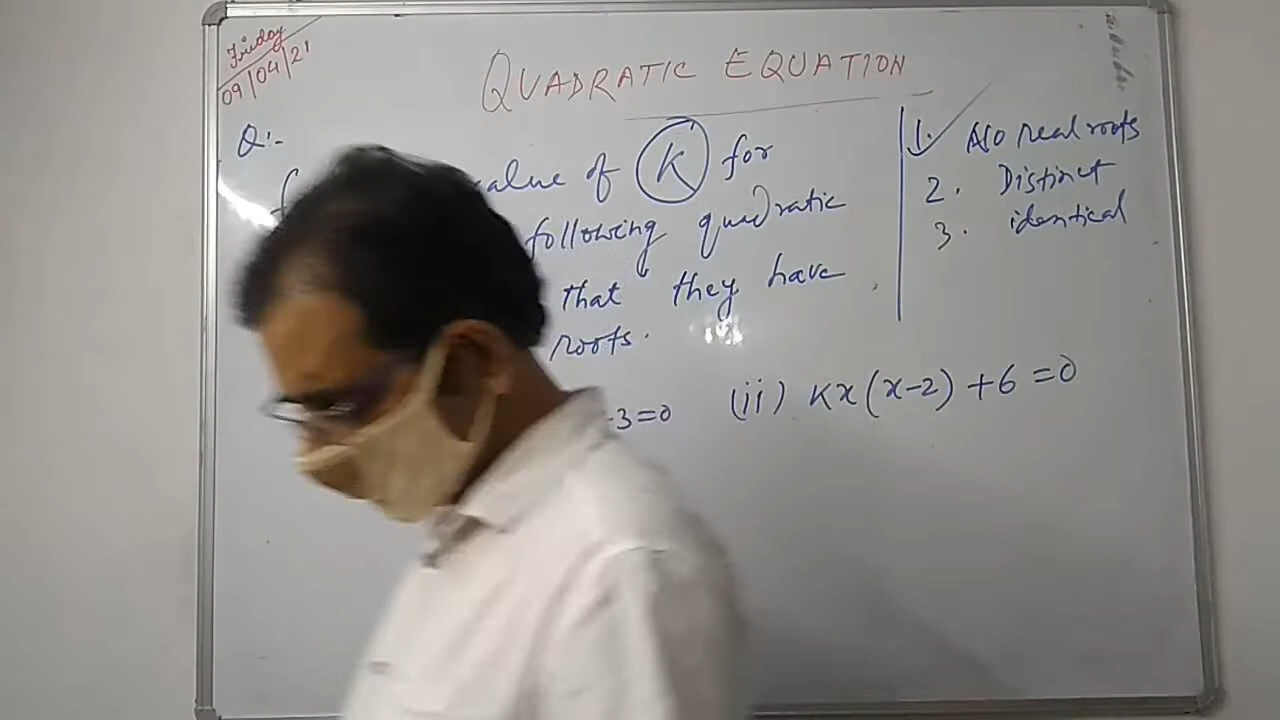 Friday
09/04/21
QUADRATIC EQUATION
Q:-
value of K for
following quadratic
that they have
roots.
-3=0
(ii) Kx(x-2) +6 =0
1. No real roots
2. Distinct
3. identical